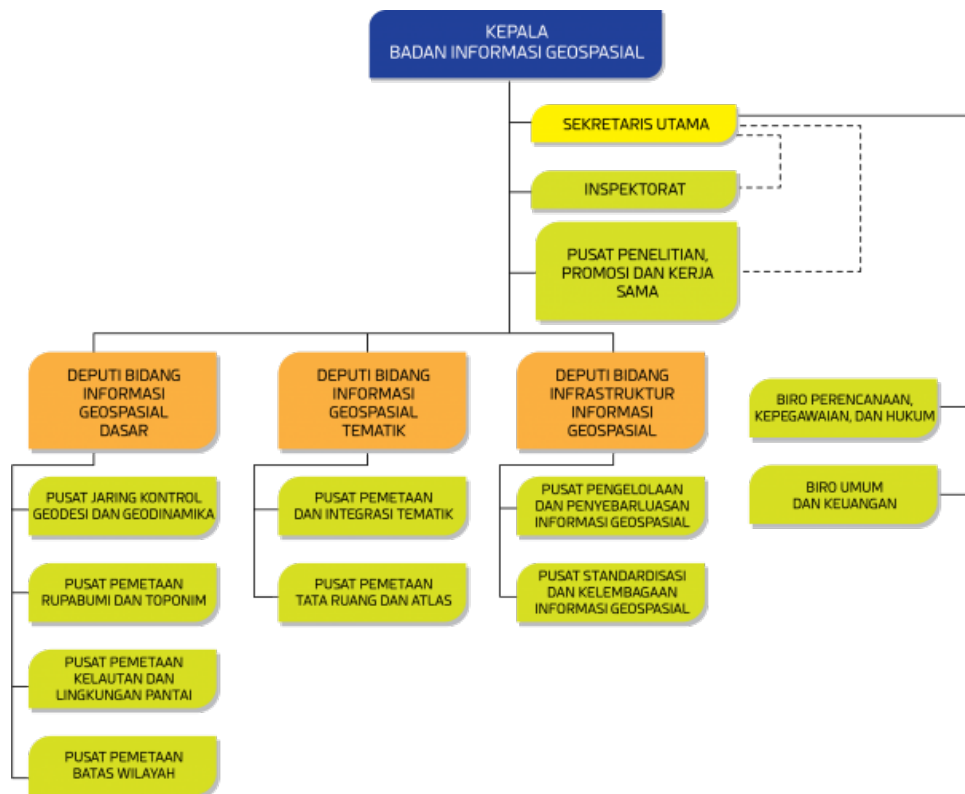 KEPALA
BADAN INFORMASI GEOSPASIAL
SEKRETARIS UTAMA
INSPEKTORAT
PUSAT PENELITIAN,
PROMOSI DAN KERJA
SAMA
DEPUTI BIDANG
INFORMASI
GEOSPASIAL
DASAR
DEPUTI BIDANG
INFORMASI
GEOSPASIAL
TEMATIK
DEPUTI BIDANG
INFRASTRUKTUR
INFORMASI
GEOSPASIAL
BIRO PERENCANAAN,
KEPEGAWAIAN, DAN HUKUM
BIRO UMUM
DAN KEUANGAN
PUSAT JARING KONTROL
GEODESI DAN GEODINAMIKA
PUSAT PEMETAAN
RUPABUMI DAN TOPONIM
PUSAT PEMETAAN
KELAUTAN DAN
LINGKUNGAN PANTAI
PUSAT PEMETAAN
BATAS WILAYAH
PUSAT PEMETAAN
DAN INTEGRASI TEMATIK
PUSAT PEMETAAN
TATA RUANG DAN ATLAS
PUSAT PENGELOLAAN
DAN PENYEBARLUASAN
INFORMASI GEOSPASIAL
PUSAT STANDARDISASI
DAN KELEMBAGAAN
INFORMASI GEOSPASIAL